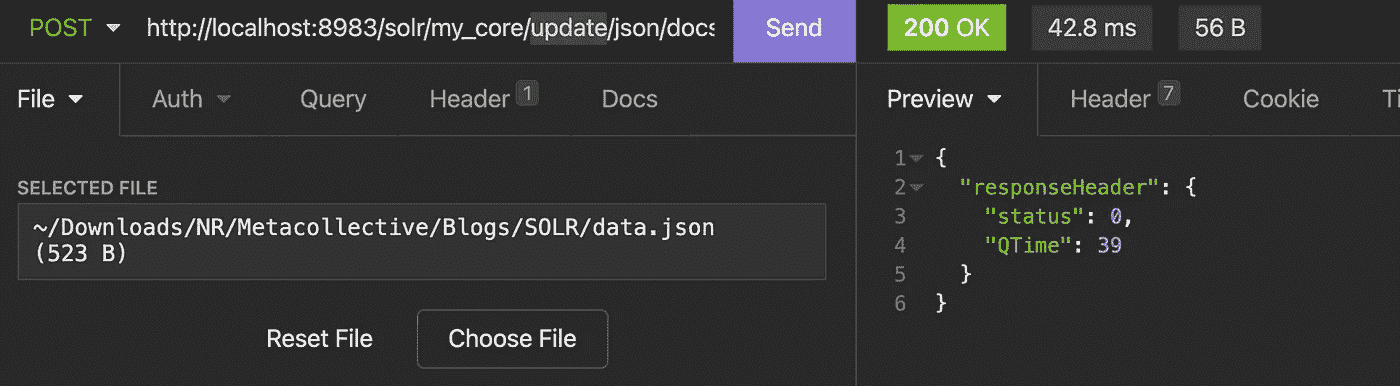 POST http://localhost:8983/solr/my_core/update/json/docs Send
200 OK 42.8 ms 56 B
File Auth Query Header 1 Docs
Preview Header 7 Cookie
SELECTED FILE
~/Downloads/NR/Metacollective/Blogs/SOLR/data.json
(523 B)
Reset File Choose File
1 {
2 "responseHeader": {
3 "status": 0,
4 "QTime": 39
5 }
6 }